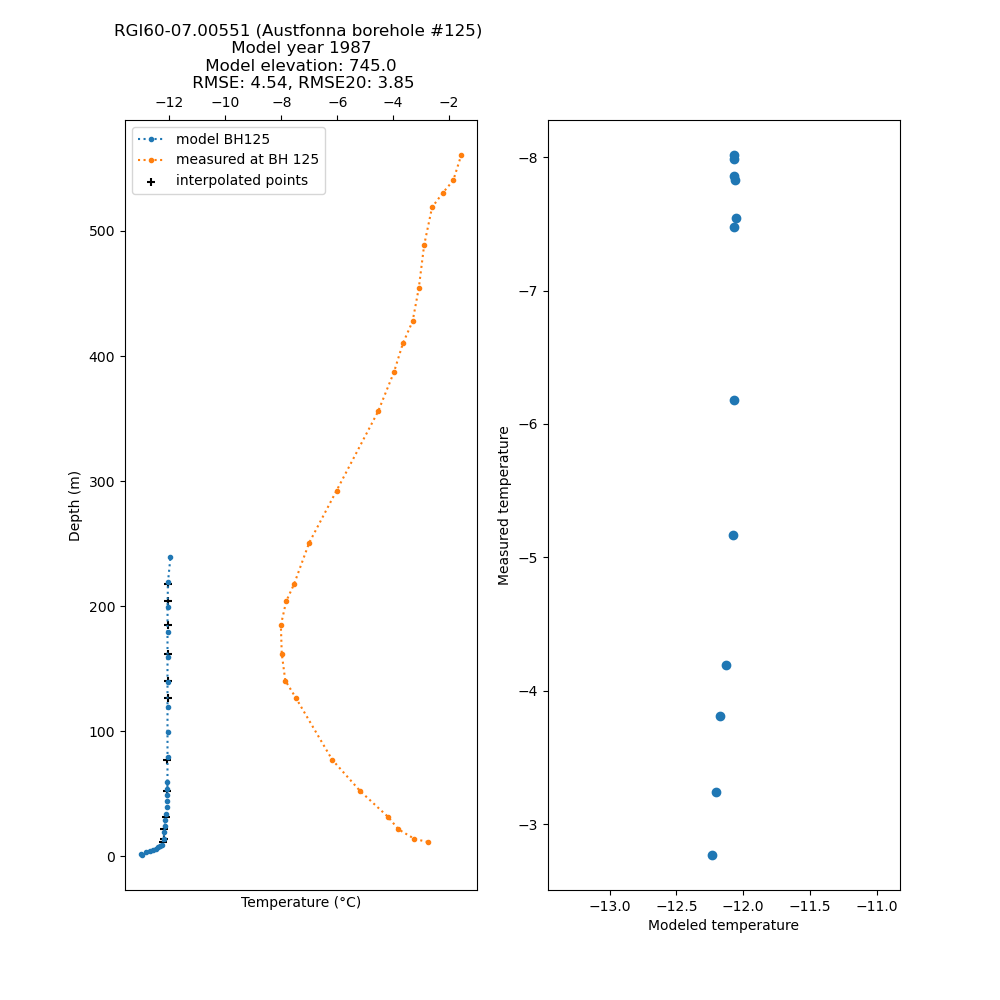 RGI60-07.00551 (Austfonna borehole #125)
Model year 1987
Model elevation: 745.0
RMSE: 4.54, RMSE20: 3.85
−12 −10 −8 −6 −4 −2
model BH125
measured at BH 125
interpolated points
500
400
300
200
100
0
Depth (m)
Temperature (°C)
−8
−7
−6
−5
−4
−3
Measured temperature
−13.0 −12.5 −12.0 −11.5 −11.0
Modeled temperature